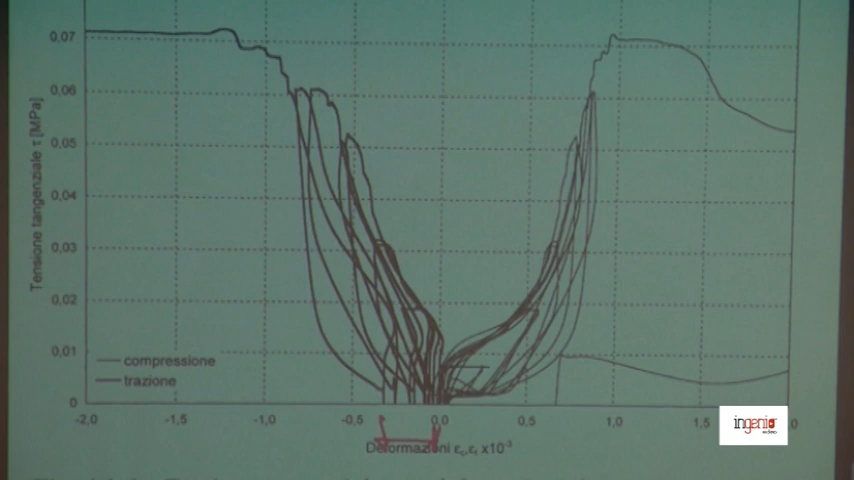 0.07
0,06
0,05
0,04
0,03
0,02
0,01
0
Tensione tangenziale τ [MPa]
compressione
trazione
-2,0 -1,5 -1,0 -0,5 0,0 0,5 1,0 1,5
Deformazioni ε x10⁻³
ingenio